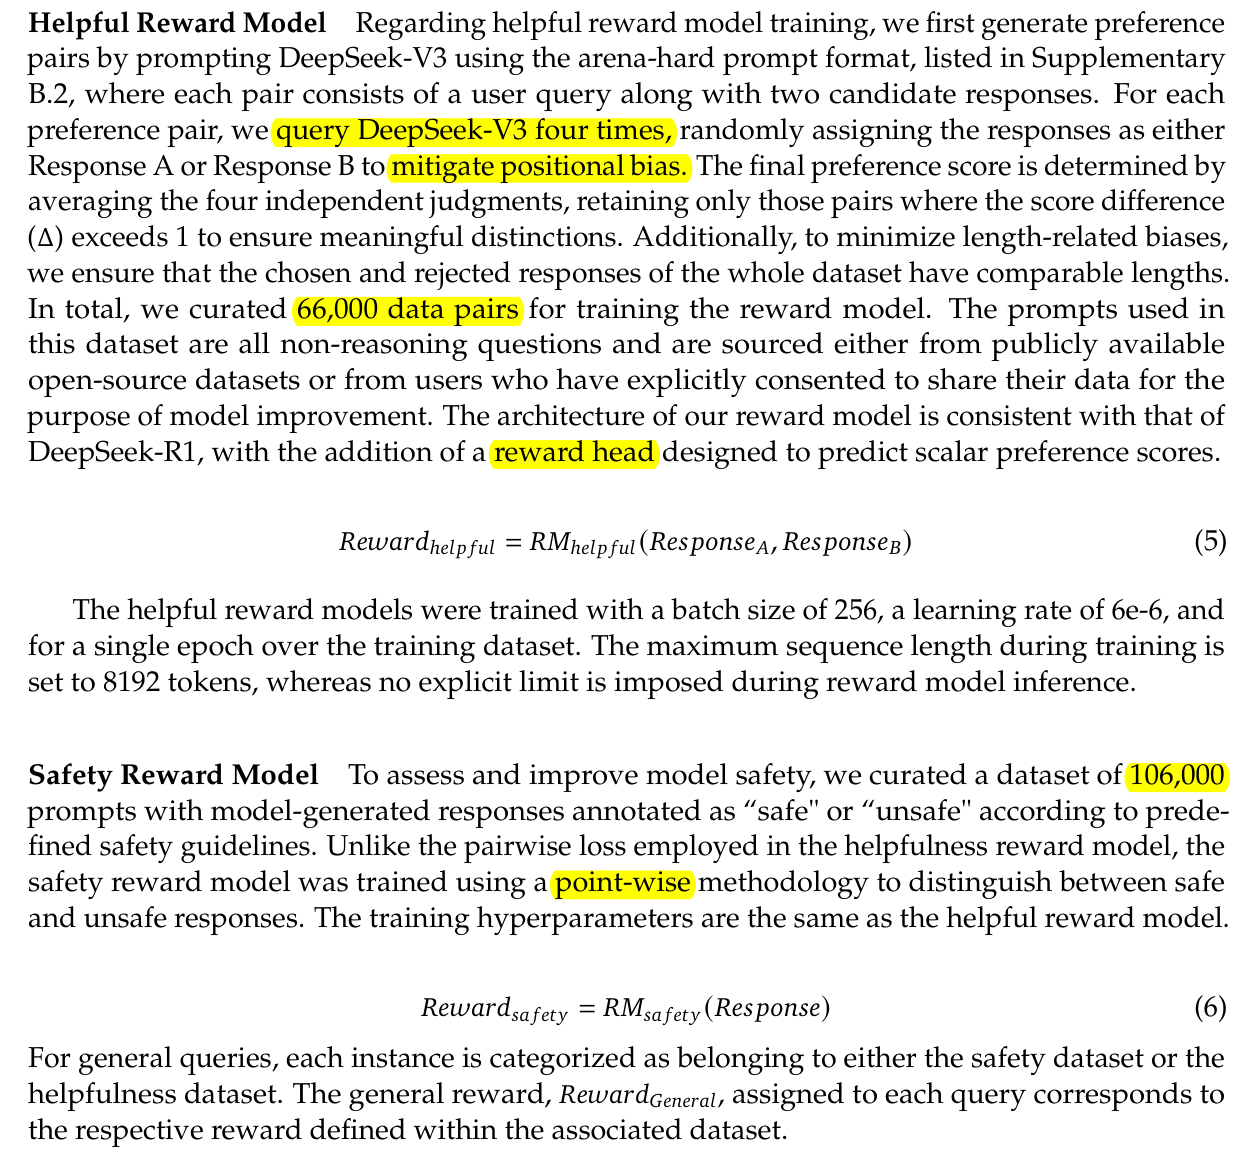 Helpful Reward Model Regarding helpful reward model training, we first generate preference
pairs by prompting DeepSeek-V3 using the arena-hard prompt format, listed in Supplementary
B.2, where each pair consists of a user query along with two candidate responses. For each
preference pair, we query DeepSeek-V3 four times, randomly assigning the responses as either
Response A or Response B to mitigate positional bias. The final preference score is determined by
averaging the four independent judgments, retaining only those pairs where the score difference
(Δ) exceeds 1 to ensure meaningful distinctions. Additionally, to minimize length-related biases,
we ensure that the chosen and rejected responses of the whole dataset have comparable lengths.
In total, we curated 66,000 data pairs for training the reward model. The prompts used in
this dataset are all non-reasoning questions and are sourced either from publicly available
open-source datasets or from users who have explicitly consented to share their data for the
purpose of model improvement. The architecture of our reward model is consistent with that of
DeepSeek-R1, with the addition of a reward head designed to predict scalar preference scores.
Reward_helpful = RM_helpful(Response_A, Response_B) (5)
The helpful reward models were trained with a batch size of 256, a learning rate of 6e-6, and
for a single epoch over the training dataset. The maximum sequence length during training is
set to 8192 tokens, whereas no explicit limit is imposed during reward model inference.
Safety Reward Model To assess and improve model safety, we curated a dataset of 106,000
prompts with model-generated responses annotated as “safe" or “unsafe" according to prede-
fined safety guidelines. Unlike the pairwise loss employed in the helpfulness reward model, the
safety reward model was trained using a point-wise methodology to distinguish between safe
and unsafe responses. The training hyperparameters are the same as the helpful reward model.
Reward_safety = RM_safety(Response) (6)
For general queries, each instance is categorized as belonging to either the safety dataset or the
helpfulness dataset. The general reward, Reward_General, assigned to each query corresponds to
the respective reward defined within the associated dataset.